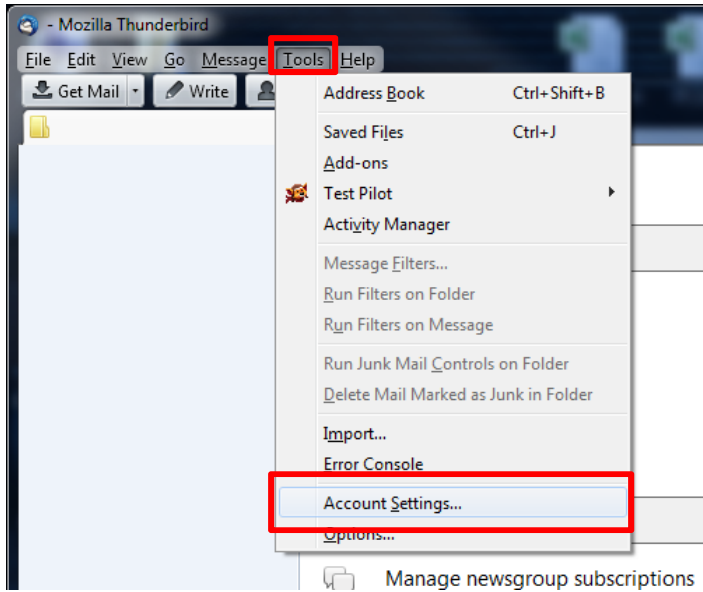 - Mozilla Thunderbird
File Edit View Go Message Tools Help
Get Mail Write
Address Book Ctrl+Shift+B
Saved Files Ctrl+J
Add-ons
Test Pilot
Activity Manager
Message Filters...
Run Filters on Folder
Run Filters on Message
Run Junk Mail Controls on Folder
Delete Mail Marked as Junk in Folder
Import...
Error Console
Account Settings...
Options...
Manage newsgroup subscriptions